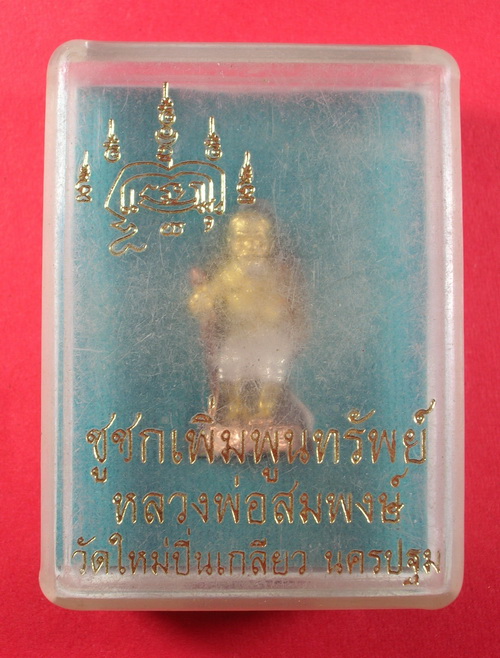 ชูชกเพิ่มพูนทรัพย์
หลวงพ่อสมพงษ์
วัดใหม่ปิ่นเกลียว นครปฐม